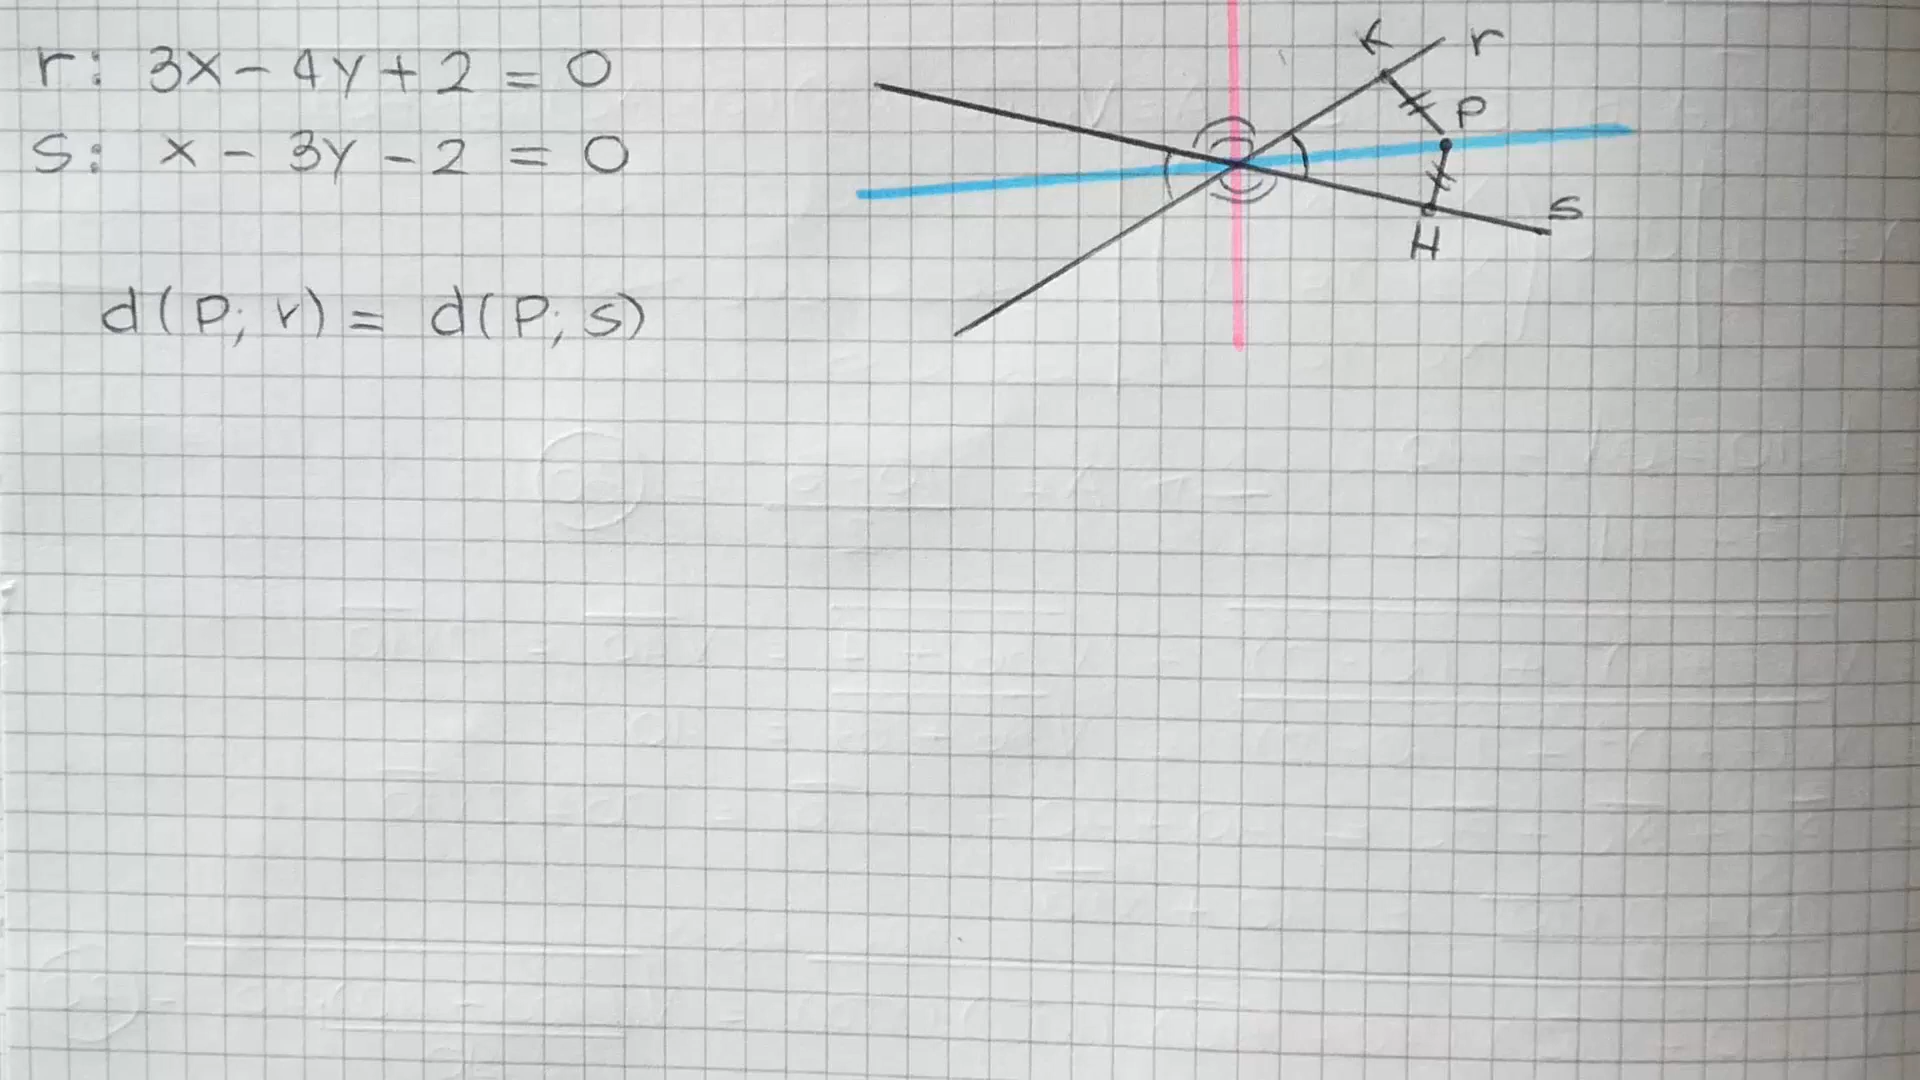 r: 3x - 4y + 2 = 0
s: x - 3y - 2 = 0
d(P; r) = d(P; s)
K
r
P
s
H